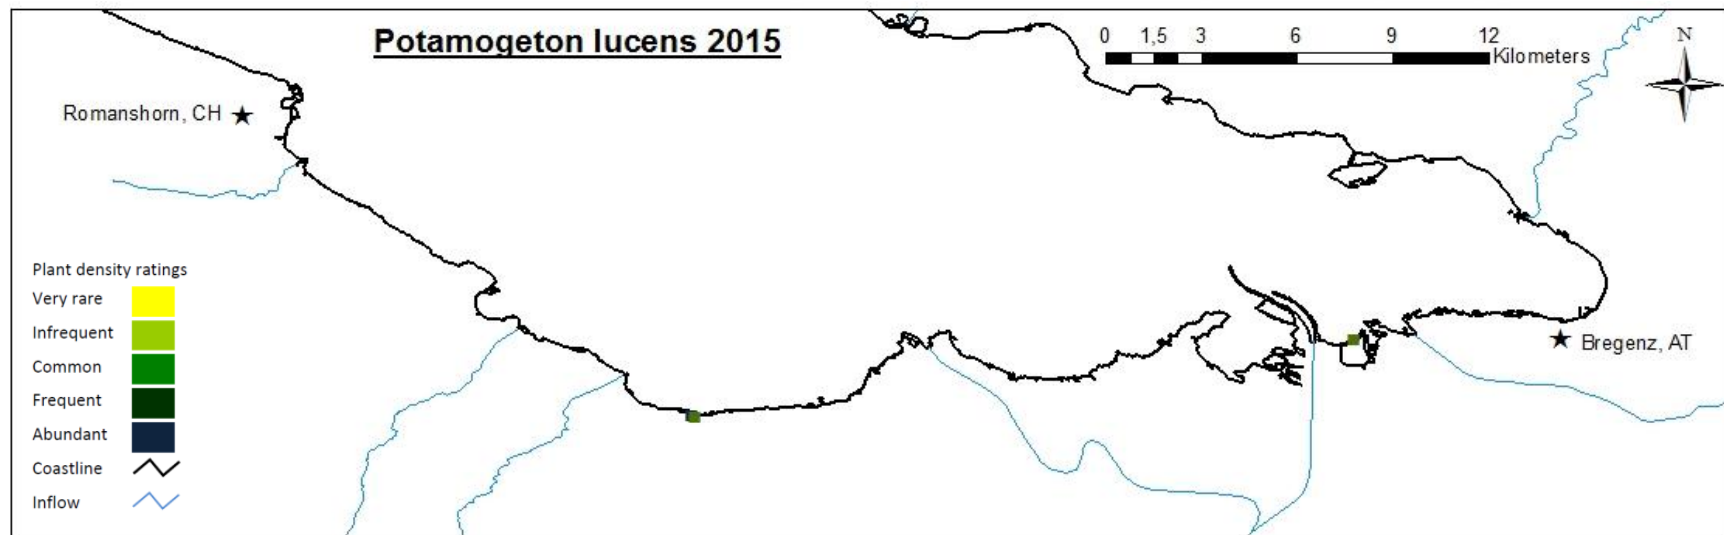 Potamogeton lucens 2015
0 1,5 3 6 9 12
Kilometers
N
Romanshorn, CH
Plant density ratings
Very rare
Infrequent
Common
Frequent
Abundant
Coastline
Inflow
Bregenz, AT